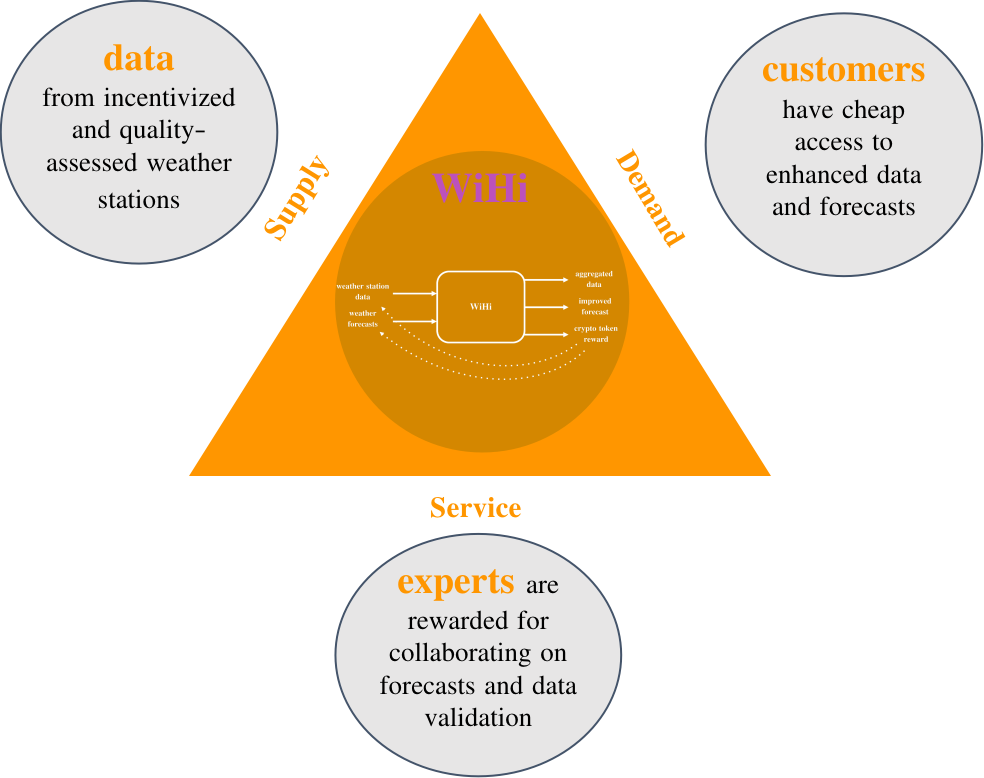 data
from incentivized
and quality-
assessed weather
stations
customers
have cheap
access to
enhanced data
and forecasts
Supply
Demand
WiHi
weather station
data
weather
forecasts
WiHi
aggregated
data
improved
forecast
crypto token
reward
Service
experts are
rewarded for
collaborating on
forecasts and data
validation